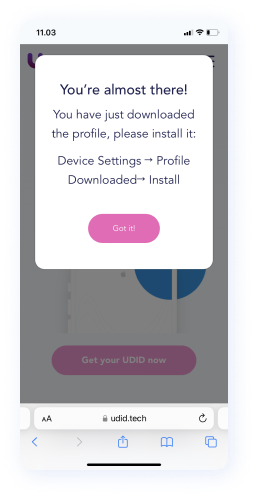 11.03
You're almost there!
You have just downloaded
the profile, please install it:
Device Settings → Profile
Downloaded→ Install
Got it!
Get your UDID now
AA
udid.tech